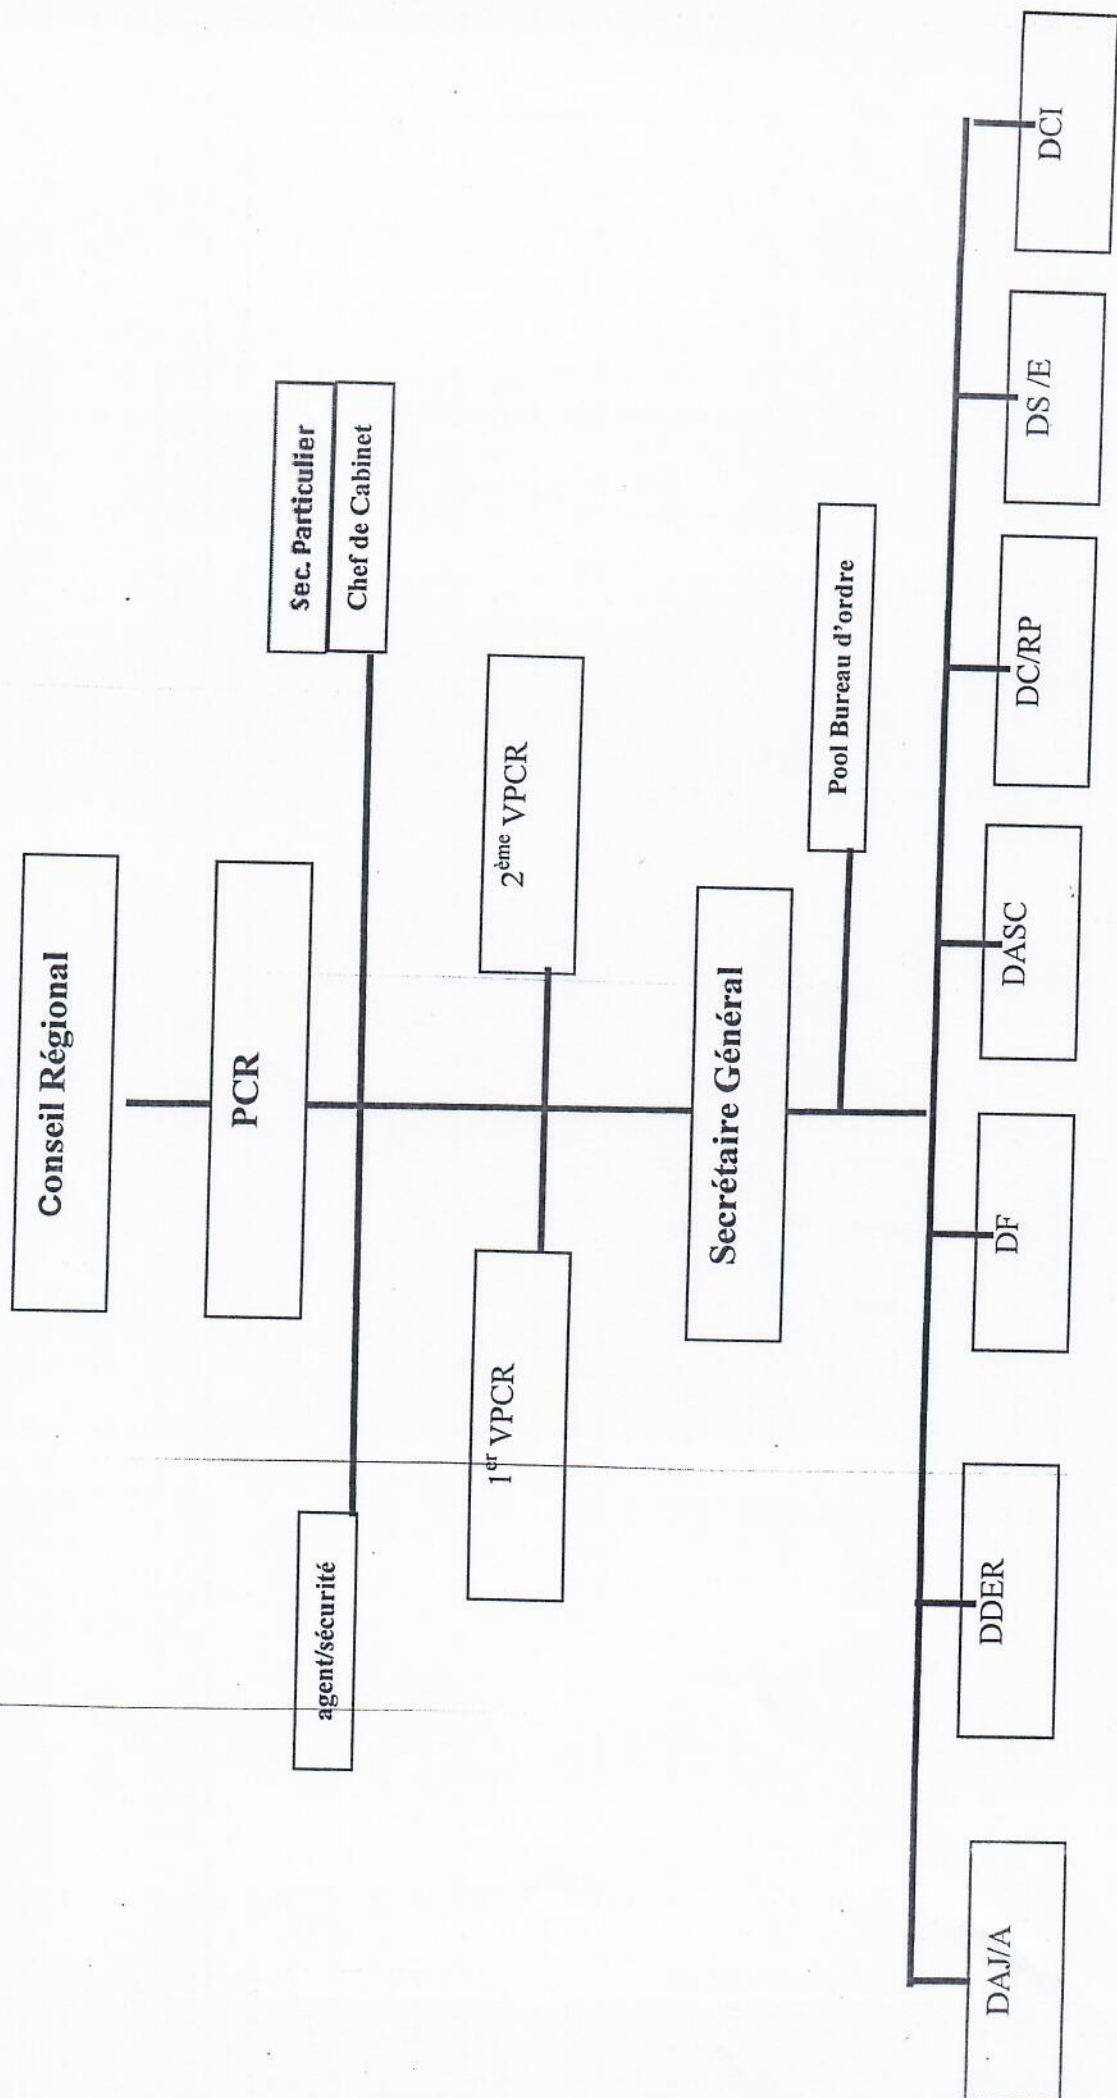 Conseil Régional
PCR
Sec. Particulier
Chef de Cabinet
agent/sécurité
1er VPCR
2ème VPCR
Secrétaire Général
Pool Bureau d'ordre
DAJ/A
DDER
DF
DASC
DC/RP
DS /E
DCI